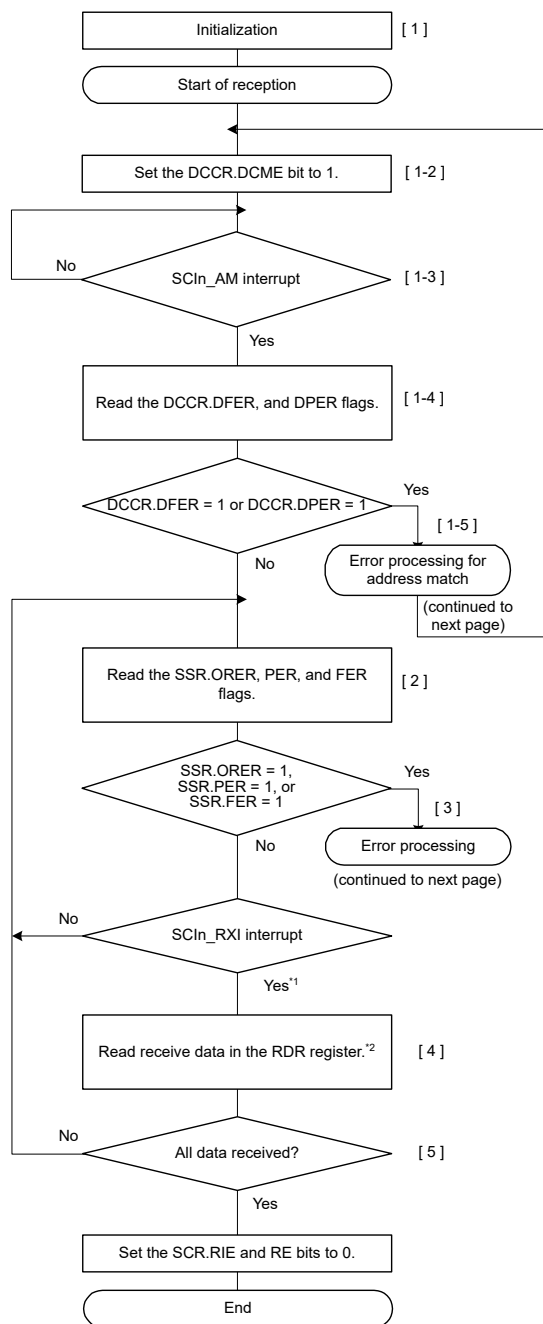 Initialization
[ 1 ]
Start of reception
Set the DCCR.DCME bit to 1.
[ 1-2 ]
No
SCIn_AM interrupt
[ 1-3 ]
Yes
Read the DCCR.DFER, and DPER flags.
[ 1-4 ]
DCCR.DFER = 1 or DCCR.DPER = 1
Yes
[ 1-5 ]
Error processing for
address match
(continued to
next page)
No
Read the SSR.ORER, PER, and FER
flags.
[ 2 ]
SSR.ORER = 1,
SSR.PER = 1, or
SSR.FER = 1
Yes
[ 3 ]
Error processing
(continued to next page)
No
No
SCIn_RXI interrupt
Yes*1
Read receive data in the RDR register.*2
[ 4 ]
No
All data received?
[ 5 ]
Yes
Set the SCR.RIE and RE bits to 0.
End